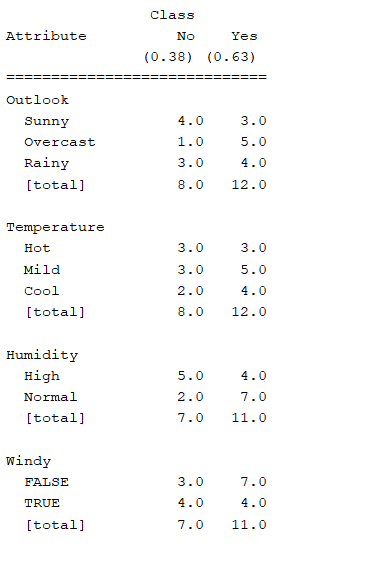 Class
Attribute No Yes
(0.38) (0.63)
=============================
Outlook
Sunny 4.0 3.0
Overcast 1.0 5.0
Rainy 3.0 4.0
[total] 8.0 12.0
Temperature
Hot 3.0 3.0
Mild 3.0 5.0
Cool 2.0 4.0
[total] 8.0 12.0
Humidity
High 5.0 4.0
Normal 2.0 7.0
[total] 7.0 11.0
Windy
FALSE 3.0 7.0
TRUE 4.0 4.0
[total] 7.0 11.0